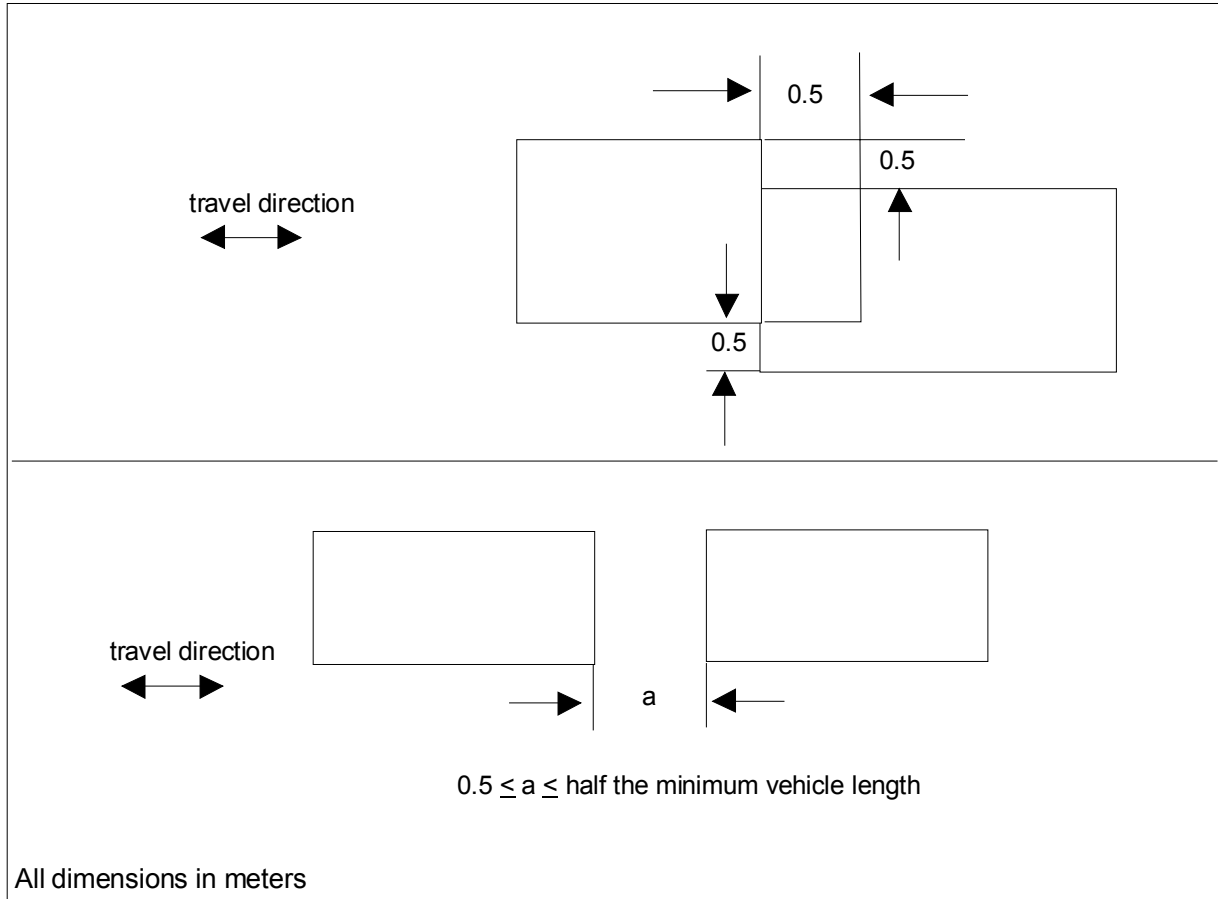 0.5
0.5
travel direction
0.5
travel direction
a
0.5 ≤ a ≤ half the minimum vehicle length
All dimensions in meters